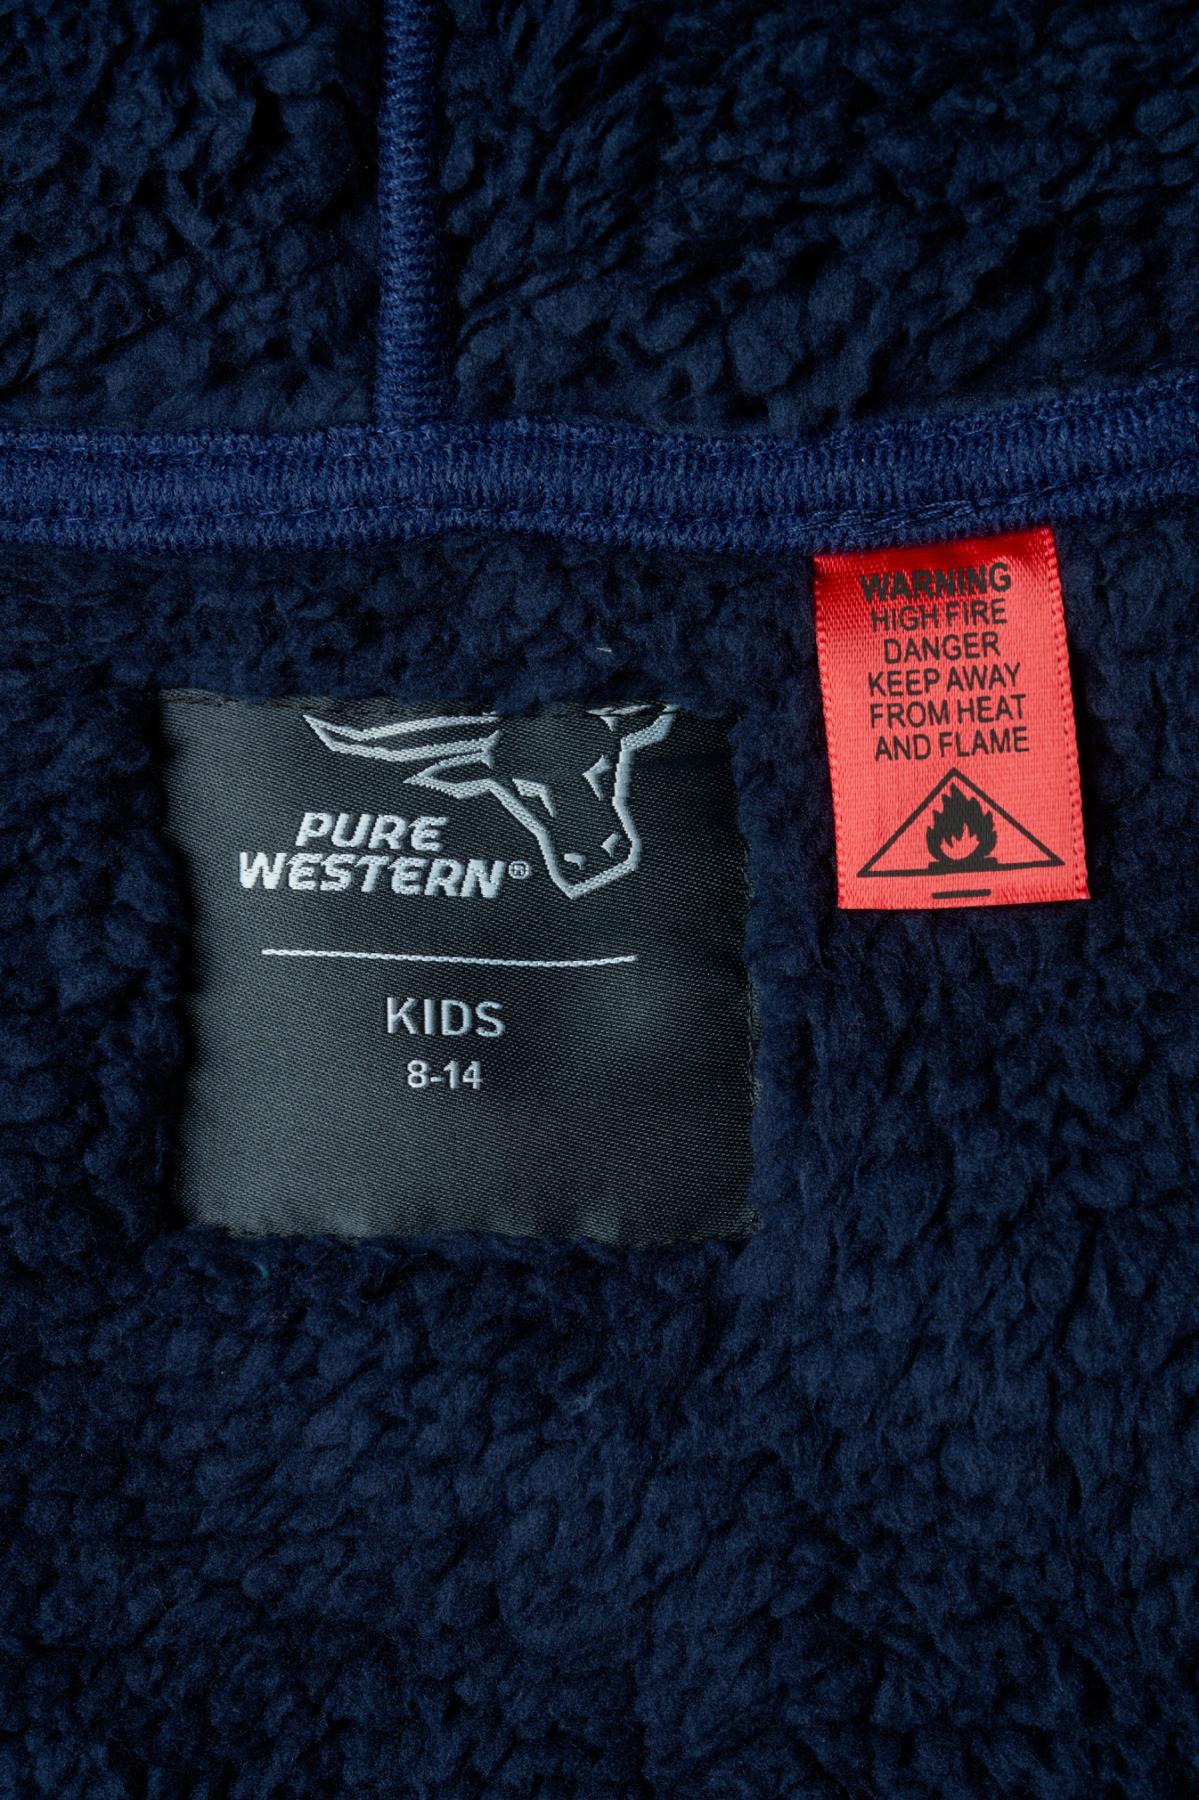 WARNING
HIGH FIRE
DANGER
KEEP AWAY
FROM HEAT
AND FLAME
PURE
WESTERN®
KIDS
8-14